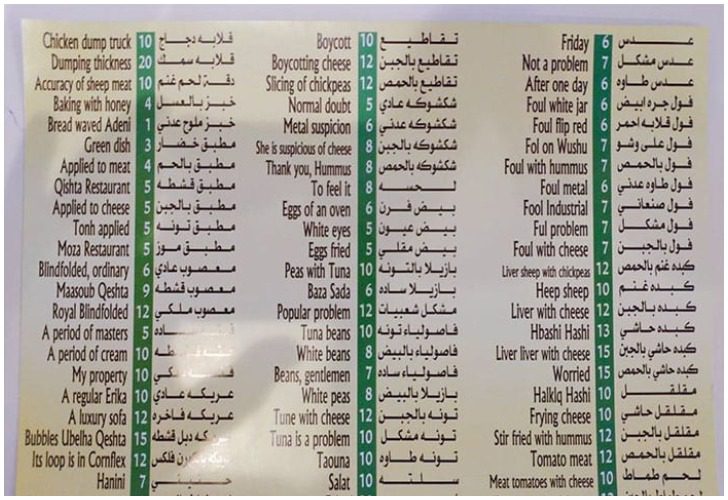 Chicken dump truck 10 قلابه دجاج
Dumping thickness 20 قلابه سمك
Accuracy of sheep meat 10 دقة لحم غنم
Baking with honey 4 خبز بالعسل
Bread waved Adeni 1 خبز ملوح عدني
Green dish 3 مطبق خضار
Applied to meat 4 مطبق بالحم
Qishta Restaurant 5 مطبق قشطه
Applied to cheese 5 مطبق بالجبن
Tonh applied 5 مطبق تونه
Moza Restaurant 5 مطبق موز
Blindfolded, ordinary 6 معصوب عادي
Maasoub Qeshta 9 معصوب قشطه
Royal Blindfolded 12 معصوب ملكي
A period of masters 5 ساده
A period of cream 10
My property 10
A regular Erika 10 عريكه عادي
A luxury sofa 12 عريكه فاخره
Bubbles Ubelha Qeshta 15 عريكه دبل قشطه
Its loop is in Cornflex 12 كورن فلكس
Hanini 7 حنيني
Boycott 10 تقاطيع
Boycotting cheese 12 تقاطيع بالجبن
Slicing of chickpeas 12 تقاطيع بالحمص
Normal doubt 5 شكشوكه عادي
Metal suspicion 6 شكشوكه عدني
She is suspicious of cheese 8 شكشوكه بالجبن
Thank you, Hummus 8 شكشوكه بالحمص
To feel it 8 لحسه
Eggs of an oven 6 بيض فرن
White eyes 5 بيض عيون
Eggs fried 5 بيض مقلي
Peas with Tuna 10 بازيلا بالتونه
Baza Sada 6 بازيلا ساده
Popular problem 12 مشكل شعبيات
Tuna beans 10 فاصولياء تونه
White beans 8 فاصولياء بالبيض
Beans, gentlemen 7 فاصولياء ساده
White peas 8 بازيلا بالبيض
Tune with cheese 12 تونه بالجبن
Tuna is a problem 10 تونه مشكل
Taouna 10 تونه طاوه
Salat 10 سلته
Friday 6 عدس
Not a problem 7 عدس مشكل
After one day 6 عدس طاوه
Foul white jar 6 فول جره ابيض
Foul flip red 6 فول قلابه احمر
Fol on Wushu 7 فول على وشو
Foul with hummus 7 فول بالحمص
Foul metal 6 فول طاوه عدني
Fool Industrial 7 فول صنعاني
Ful problem 7 فول مشكل
Foul with cheese 7 فول بالجبن
Liver sheep with chickpeas 12 كبده غنم بالحمص
Heep sheep 10 كبده غنم
Liver with cheese 12 كبده بالجبن
Hbashi Hashi 13 كبده حاشي
Liver liver with cheese 15 كبده حاشي بالجبن
Worried 15 كبده حاشي بالحمص
Halklq Hashi 10 مقلقل
Frying cheese 10 مقلقل حاشي
Stir fried with hummus 12 مقلقل بالجبن
Tomato meat 12 مقلقل بالحمص
Meat tomatoes with cheese 10 لحم طماط